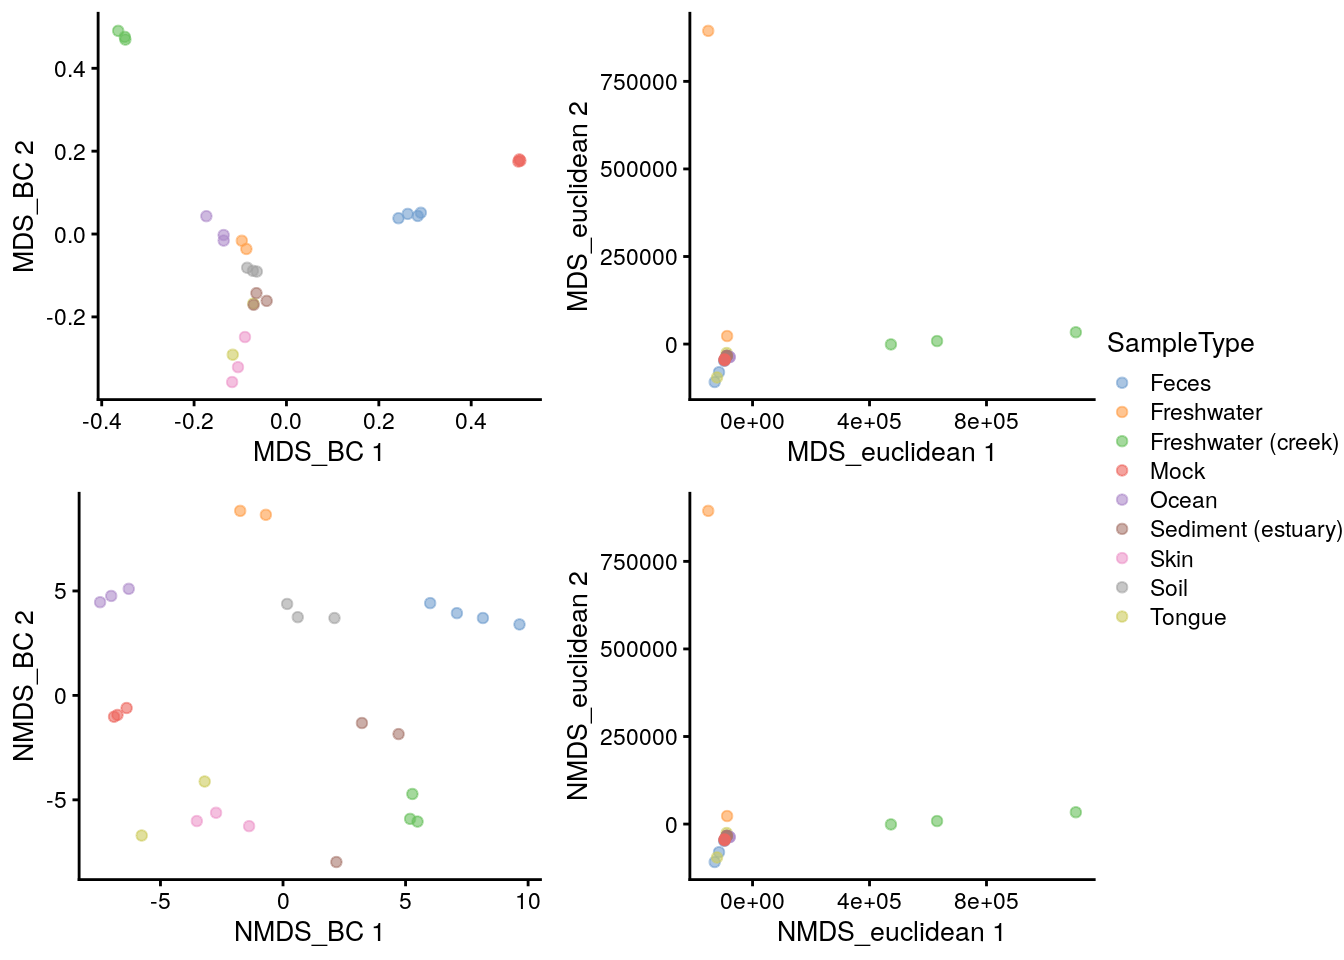 0.4
0.2
0.0
-0.2
-0.4
-0.2
0.0
0.2
0.4
MDS_BC 1
MDS_BC 2
750000
500000
250000
0
0e+00
4e+05
8e+05
MDS_euclidean 1
MDS_euclidean 2
5
0
-5
-5
0
5
10
NMDS_BC 1
NMDS_BC 2
750000
500000
250000
0
0e+00
4e+05
8e+05
NMDS_euclidean 1
NMDS_euclidean 2
SampleType
Feces
Freshwater
Freshwater (creek)
Mock
Ocean
Sediment (estuary)
Skin
Soil
Tongue